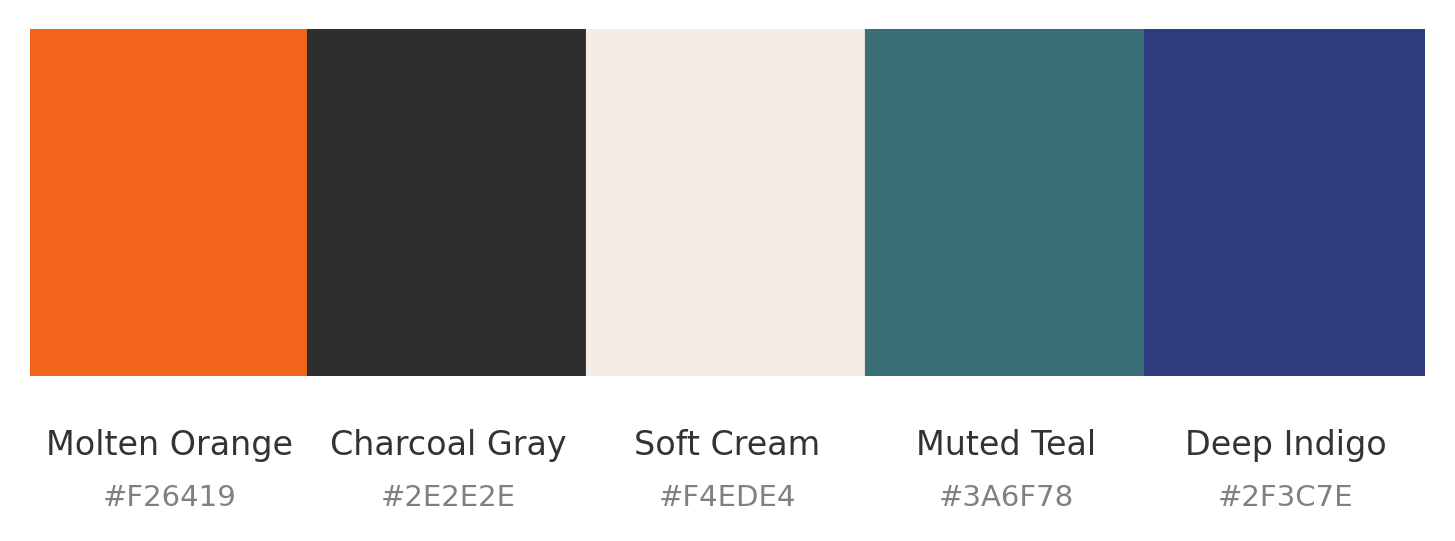 Molten Orange Charcoal Gray Soft Cream Muted Teal Deep Indigo
#F26419 #2E2E2E #F4EDE4 #3A6F78 #2F3C7E